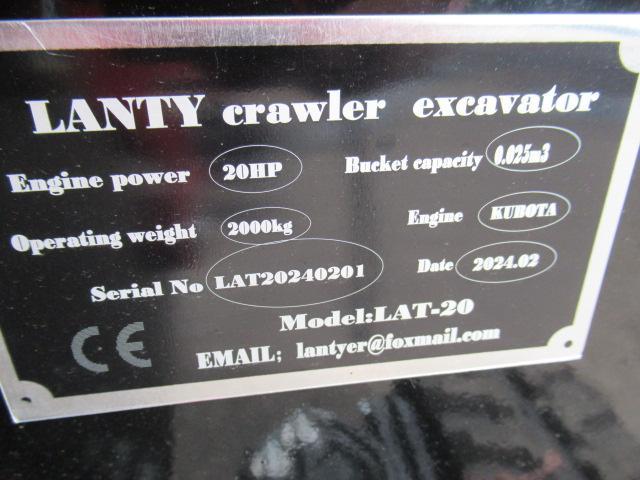 LANTY crawler excavator
Engine power 20HP Bucket capacity 0.025m3
Operating weight 2000kg Engine KUBOTA
Serial No LAT20240201 Date 2024.02
Model:LAT-20
CE EMAIL; lantyer@foxmail.com